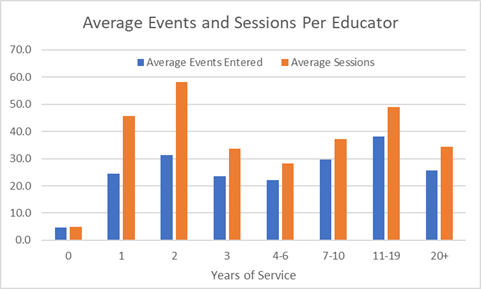 Average Events and Sessions Per Educator
70.0
Average Events Entered Average Sessions
60.0
50.0
40.0
30.0
20.0
10.0
0.0
0 1 2 3 4-6 7-10 11-19 20+
Years of Service